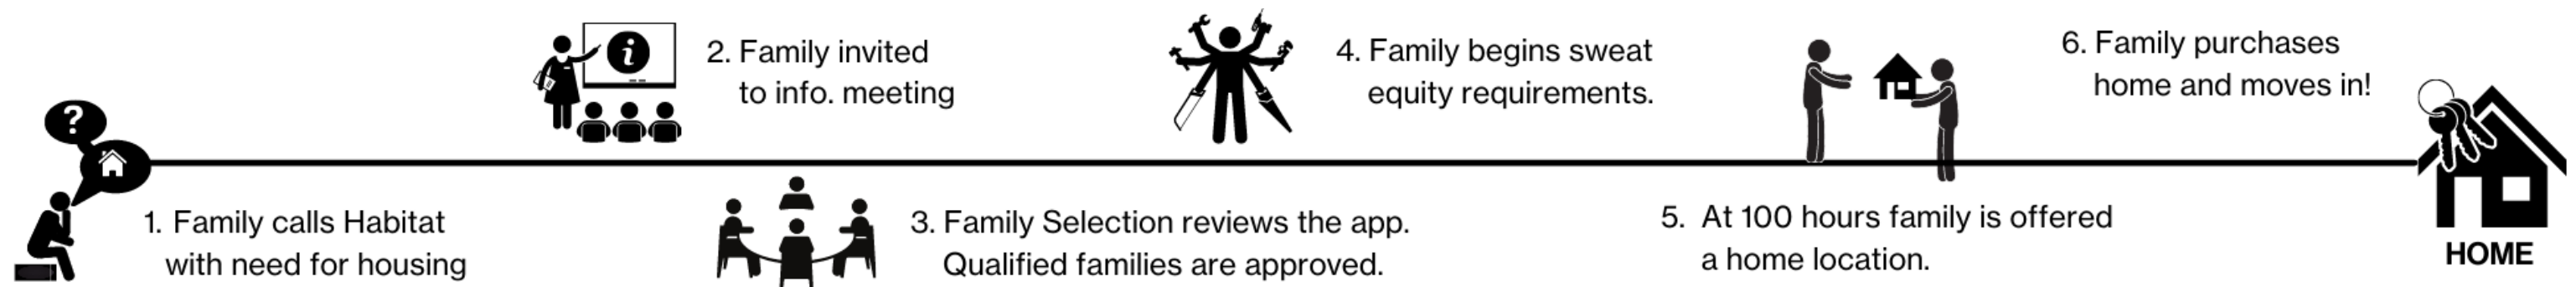 ?
1. Family calls Habitat
with need for housing
i
2. Family invited
to info. meeting
3. Family Selection reviews the app.
Qualified families are approved.
4. Family begins sweat
equity requirements.
5. At 100 hours family is offered
a home location.
6. Family purchases
home and moves in!
HOME